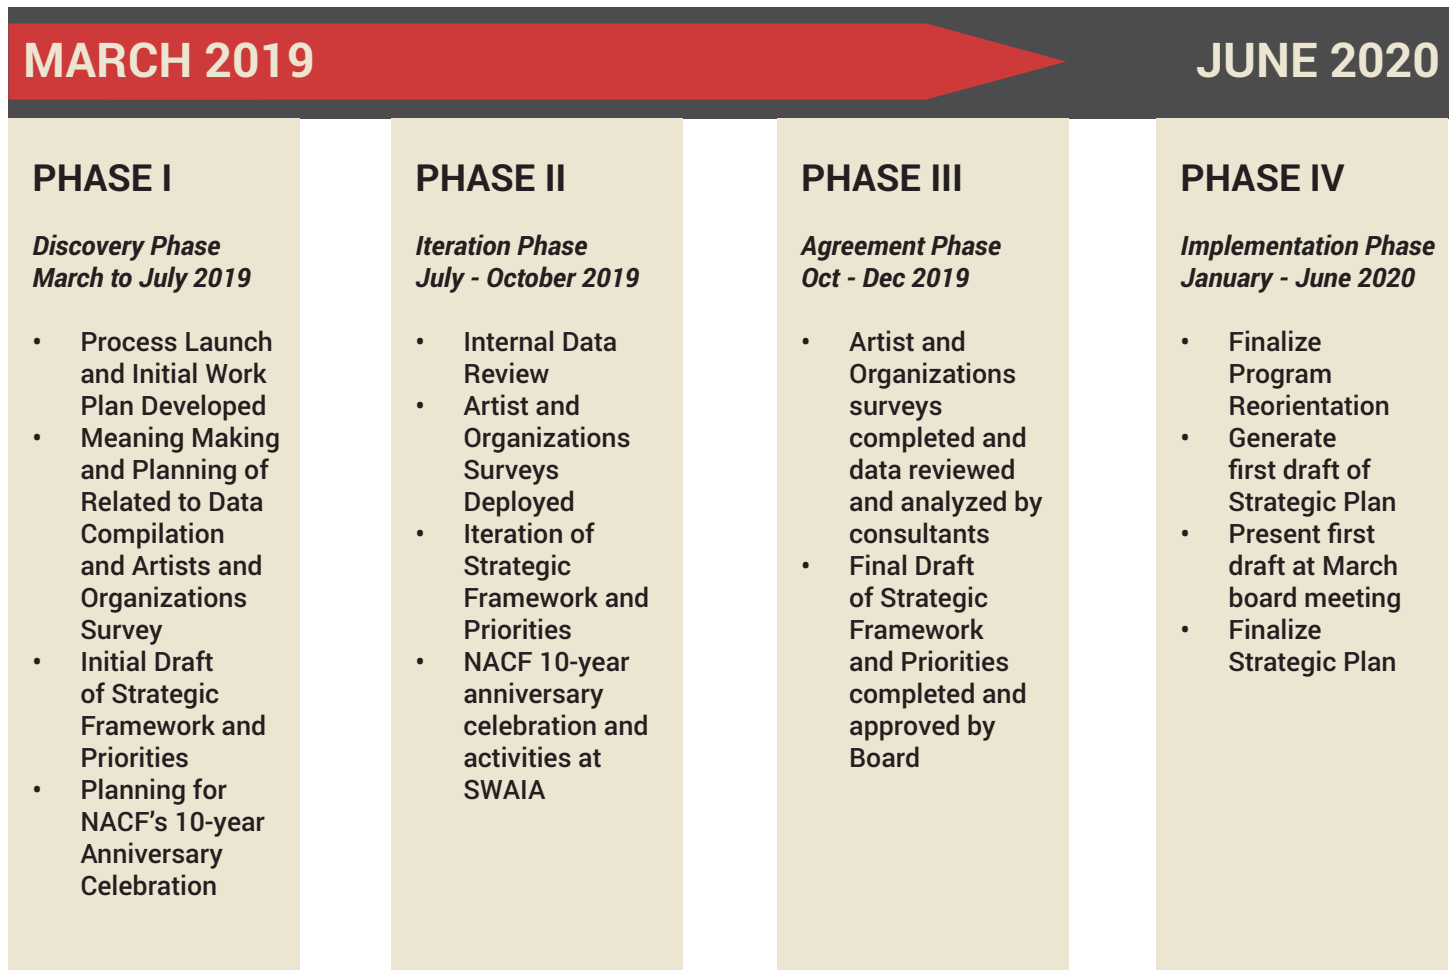 MARCH 2019
JUNE 2020
PHASE I
Discovery Phase
March to July 2019
• Process Launch
and Initial Work
Plan Developed
• Meaning Making
and Planning of
Related to Data
Compilation
and Artists and
Organizations
Survey
• Initial Draft
of Strategic
Framework and
Priorities
• Planning for
NACF’s 10-year
Anniversary
Celebration
PHASE II
Iteration Phase
July - October 2019
• Internal Data
Review
• Artist and
Organizations
Surveys
Deployed
• Iteration of
Strategic
Framework and
Priorities
• NACF 10-year
anniversary
celebration and
activities at
SWAIA
PHASE III
Agreement Phase
Oct - Dec 2019
• Artist and
Organizations
surveys
completed and
data reviewed
and analyzed by
consultants
• Final Draft
of Strategic
Framework
and Priorities
completed and
approved by
Board
PHASE IV
Implementation Phase
January - June 2020
• Finalize
Program
Reorientation
• Generate
first draft of
Strategic Plan
• Present first
draft at March
board meeting
• Finalize
Strategic Plan